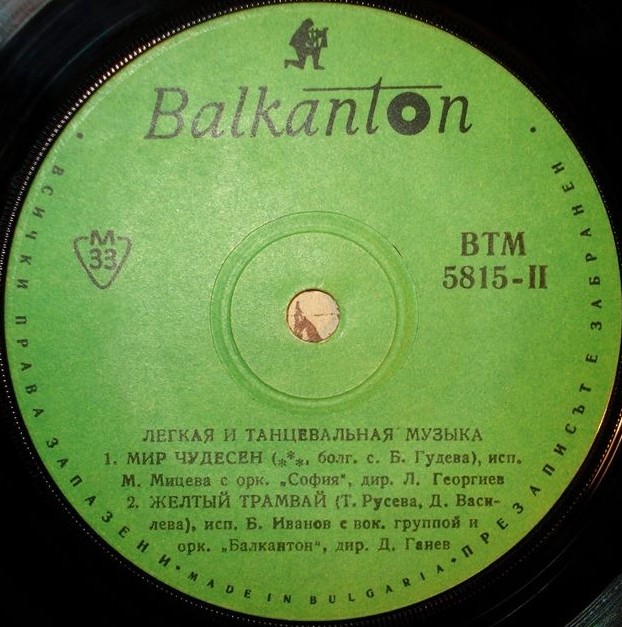 Balkanton
М
33
ВТМ
5815-II
ЛЕГКАЯ И ТАНЦЕВАЛЬНАЯ МУЗЫКА
1. МИР ЧУДЕСЕН (***, болг. с. Б. Гудева), исп.
М. Мицева с орк. „София“, дир. Л. Георгиев
2. ЖЕЛТЫЙ ТРАМВАЙ (Т. Русева, Д. Васи-
лева), исп. Б. Иванов с вок. группой и
орк. „Балкантон“, дир. Д. Ганев
• ВСИЧКИ ПРАВА ЗАПАЗЕНИ • MADE IN BULGARIA • ПРЕЗАПИСЪТ Е ЗАБРАНЕН •